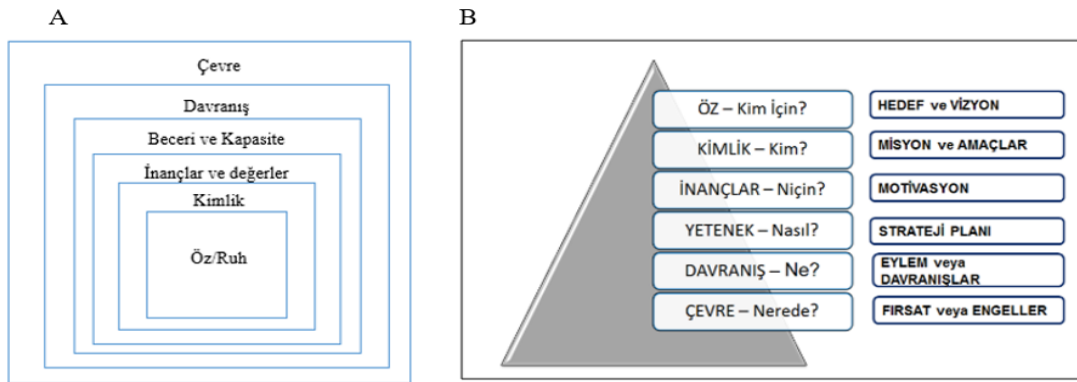 A
Çevre
Davranış
Beceri ve Kapasite
İnançlar ve değerler
Kimlik
Öz/Ruh
B
ÖZ – Kim İçin?
HEDEF ve VİZYON
KİMLİK – Kim?
MİSYON ve AMAÇLAR
İNANÇLAR – Niçin?
MOTİVASYON
YETENEK – Nasıl?
STRATEJİ PLANI
DAVRANIŞ – Ne?
EYLEM veya
DAVRANIŞLAR
ÇEVRE – Nerede?
FIRSAT veya ENGELLER